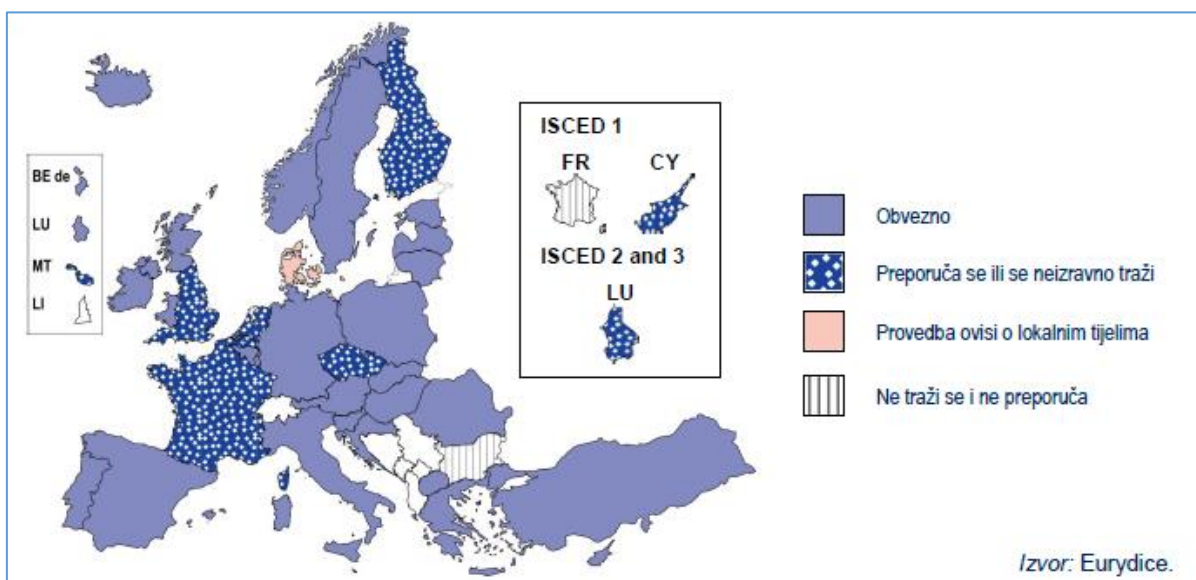 BE de
LU
MT
LI
ISCED 1
FR CY
ISCED 2 and 3
LU
Obvezno
Preporuča se ili se neizravno traži
Provedba ovisi o lokalnim tijelima
Ne traži se i ne preporuča
Izvor: Eurydice.